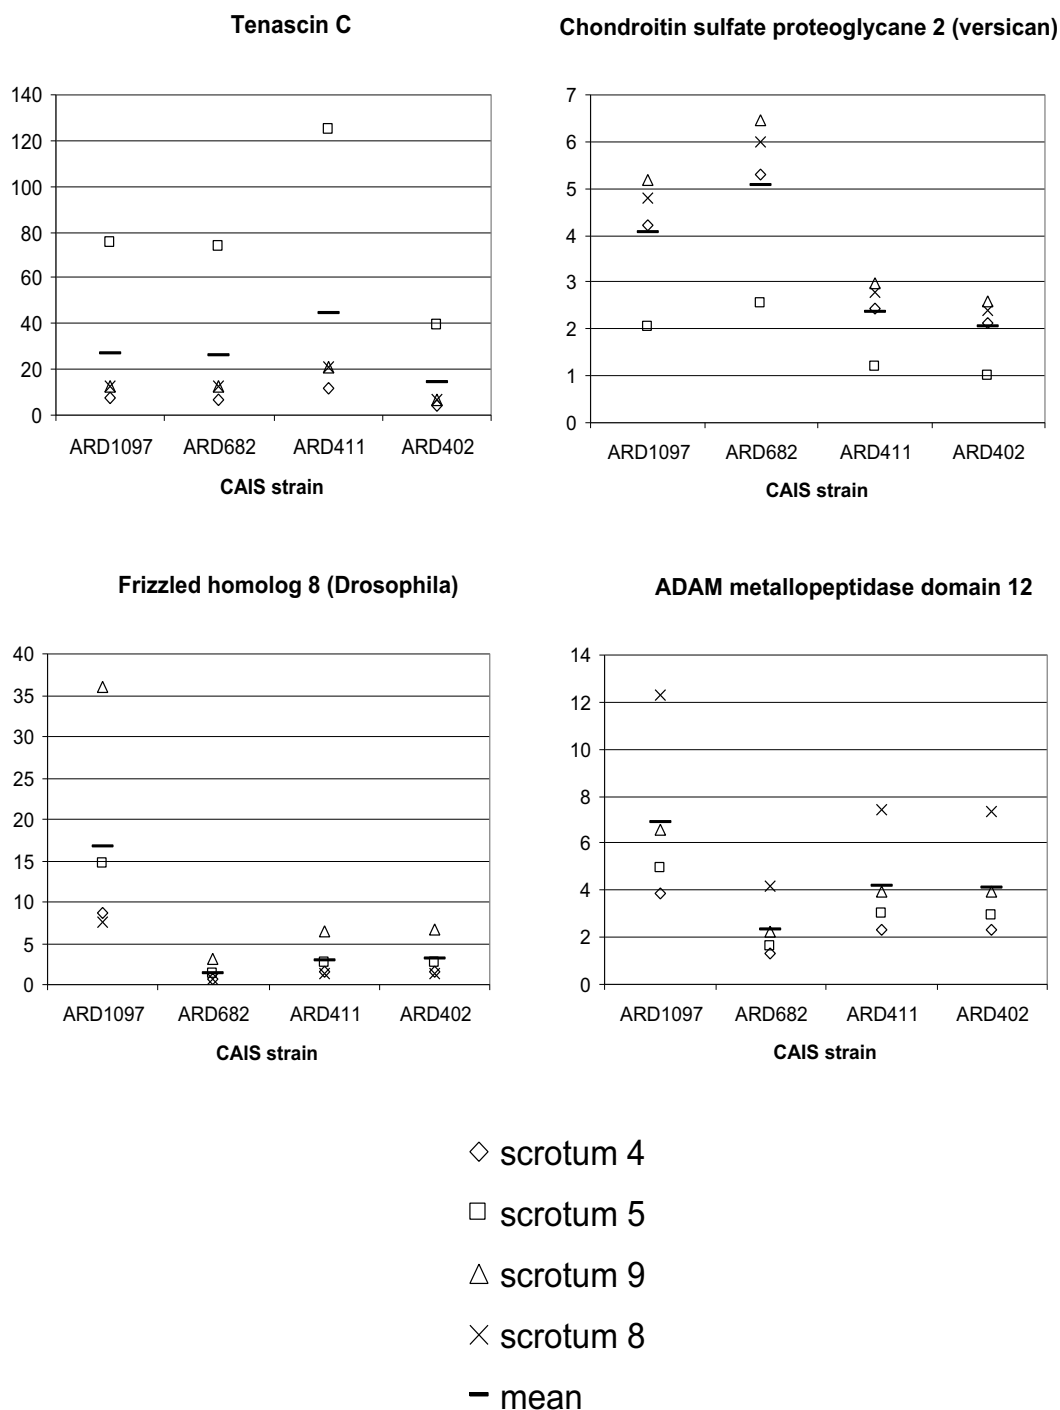 Tenascin C
140
120
100
80
60
40
20
0
ARD1097 ARD682 ARD411 ARD402
CAIS strain
Chondroitin sulfate proteoglycane 2 (versican)
7
6
5
4
3
2
1
0
ARD1097 ARD682 ARD411 ARD402
CAIS strain
Frizzled homolog 8 (Drosophila)
40
35
30
25
20
15
10
5
0
ARD1097 ARD682 ARD411 ARD402
CAIS strain
ADAM metallopeptidase domain 12
14
12
10
8
6
4
2
0
ARD1097 ARD682 ARD411 ARD402
CAIS strain
scrotum 4
scrotum 5
scrotum 9
scrotum 8
mean